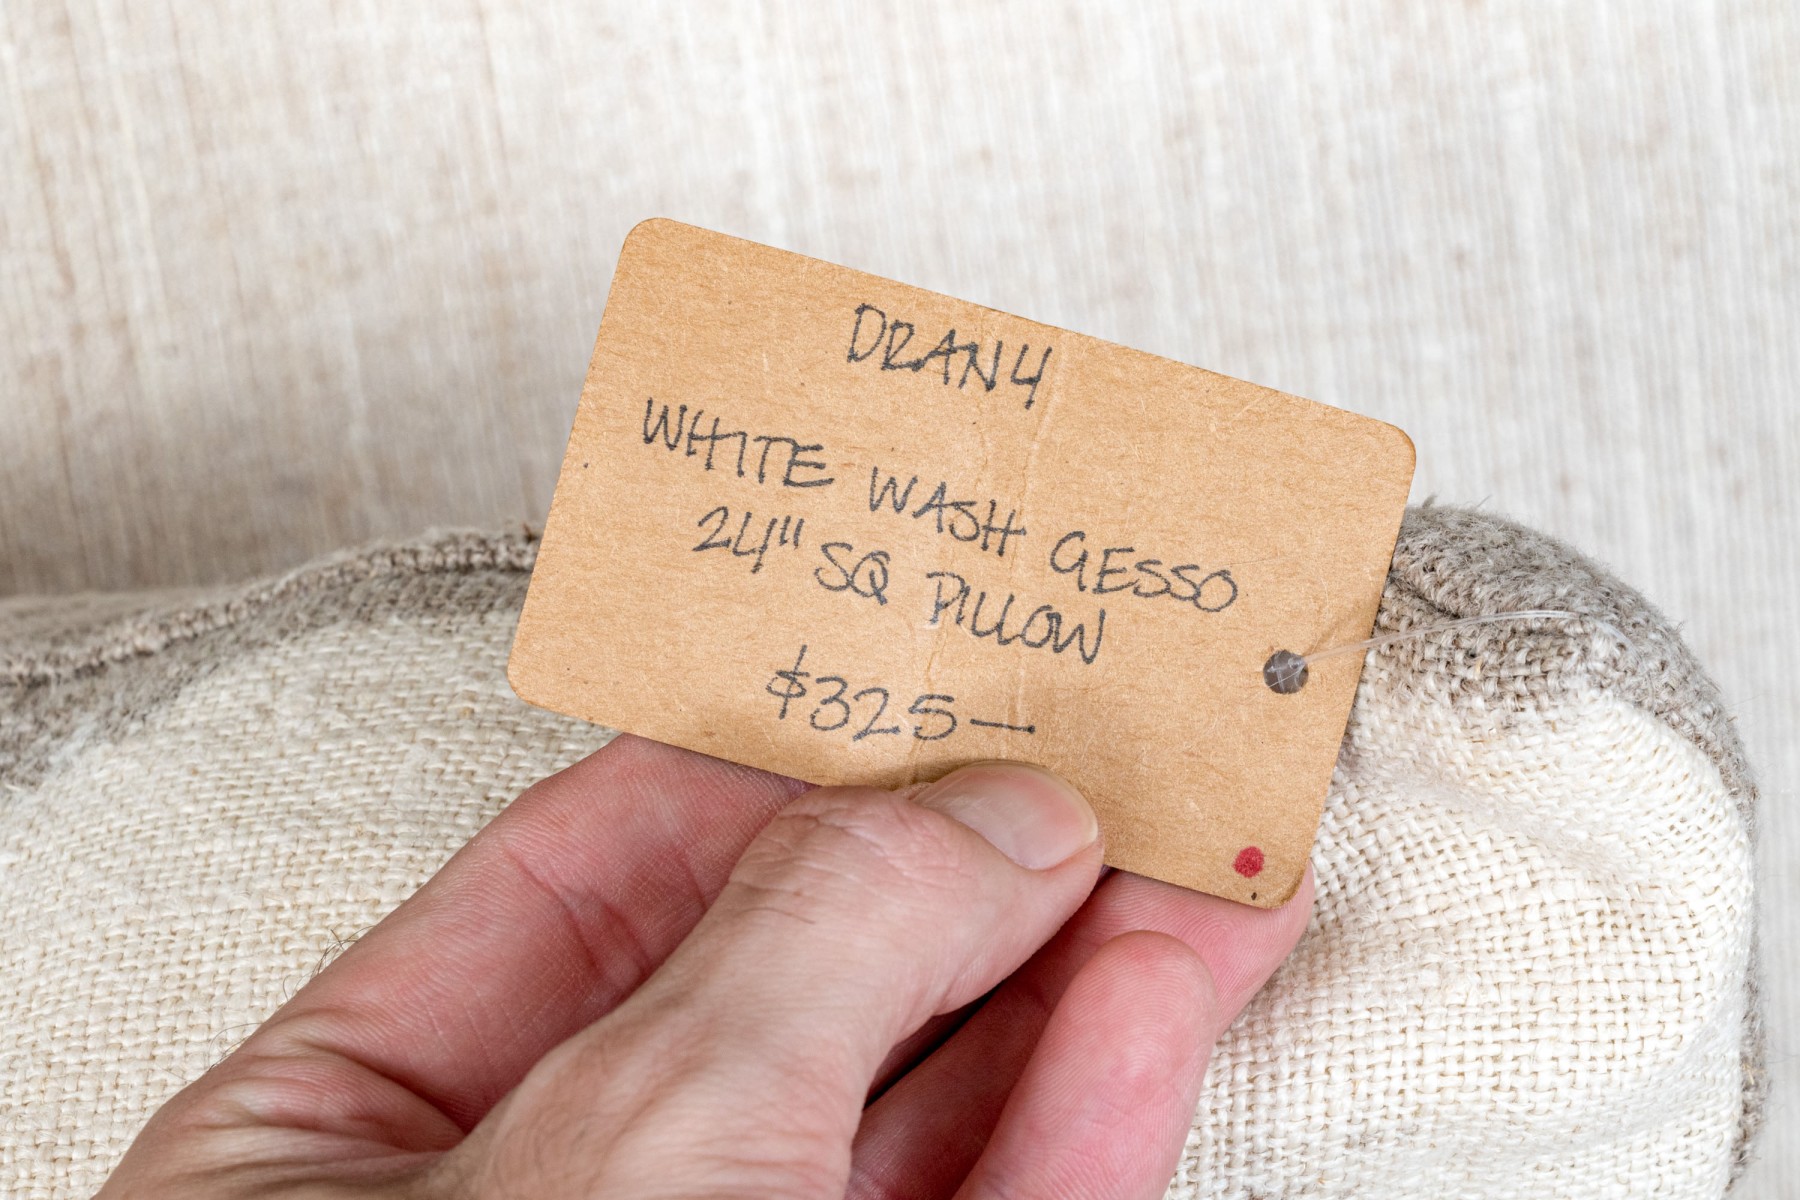 DRAN4
WHITE WASH GESSO
24" SQ PILLOW
$325—